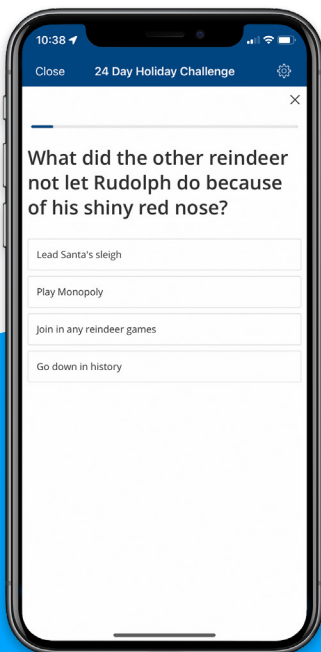 10:38
Close 24 Day Holiday Challenge
What did the other reindeer
not let Rudolph do because
of his shiny red nose?
Lead Santa's sleigh
Play Monopoly
Join in any reindeer games
Go down in history